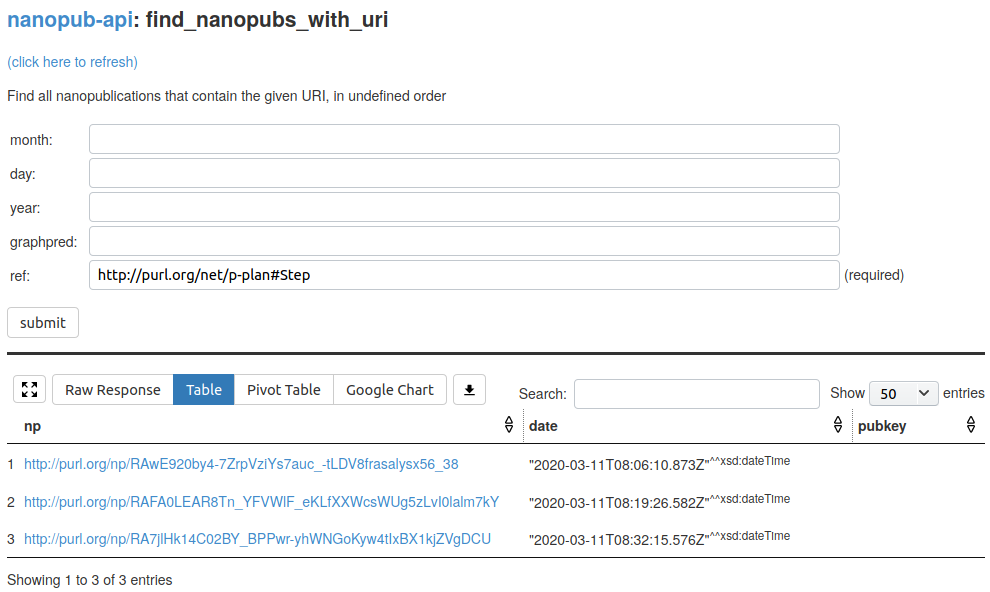 nanopub-api: find_nanopubs_with_uri
(click here to refresh)
Find all nanopublications that contain the given URI, in undefined order
month:
day:
year:
graphpred:
ref: http://purl.org/net/p-plan#Step (required)
submit
Raw Response Table Pivot Table Google Chart Search: Show 50 entries
np date pubkey
1 http://purl.org/np/RAwE920by4-7ZrpVziYs7auc_-tLDV8frasalysx56_38 "2020-03-11T08:06:10.873Z"^^xsd:dateTime
2 http://purl.org/np/RAFA0LEAR8Tn_YFVWlF_eKLfXXWcsWUg5zLvI0lalm7kY "2020-03-11T08:19:26.582Z"^^xsd:dateTime
3 http://purl.org/np/RA7jlHk14C02BY_BPPwr-yhWNGoKyw4tIxBX1kjZVgDCU "2020-03-11T08:32:15.576Z"^^xsd:dateTime
Showing 1 to 3 of 3 entries